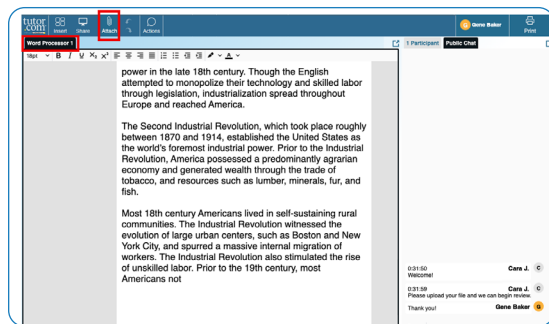 tutor
.com
Insert
Share
Attach
Actions
Gene Baker
Print
Word Processor 1
1 Participant
Public Chat
18pt
B I U X₂ X² A
power in the late 18th century. Though the English
attempted to monopolize their technology and skilled labor
through legislation, industrialization spread throughout
Europe and reached America.
The Second Industrial Revolution, which took place roughly
between 1870 and 1914, established the United States as
the world's foremost industrial power. Prior to the Industrial
Revolution, America possessed a predominantly agrarian
economy and generated wealth through the trade of
tobacco, and resources such as lumber, minerals, fur, and
fish.
Most 18th century Americans lived in self-sustaining rural
communities. The Industrial Revolution witnessed the
evolution of large urban centers, such as Boston and New
York City, and spurred a massive internal migration of
workers. The Industrial Revolution also stimulated the rise
of unskilled labor. Prior to the 19th century, most
Americans not
0:31:50 Cara J. C
Welcome!
0:31:59 Cara J. C
Please upload your file and we can begin review.
Thank you! Gene Baker G